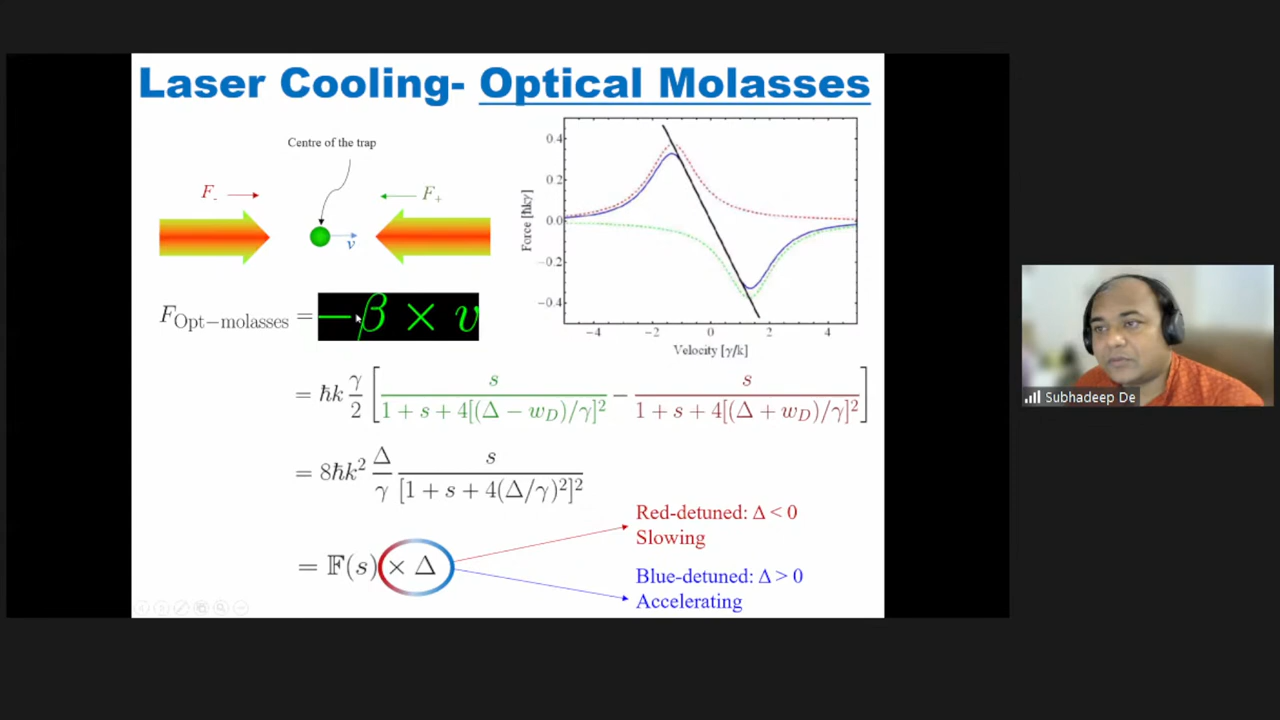 Laser Cooling- Optical Molasses
Centre of the trap
F₋
F₊
v
F_Opt−molasses = −β × v
= ħk γ/2 [ s / 1 + s + 4[(Δ − w_D)/γ]² − s / 1 + s + 4[(Δ + w_D)/γ]² ]
= 8ħk² Δ/γ s / [1 + s + 4(Δ/γ)²]²
= 𝔽(s) × Δ
Red-detuned: Δ < 0
Slowing
Blue-detuned: Δ > 0
Accelerating
Force [ħkγ]
0.4
0.2
0.0
−0.2
−0.4
−4 −2 0 2 4
Velocity [γ/k]
Subhadeep De